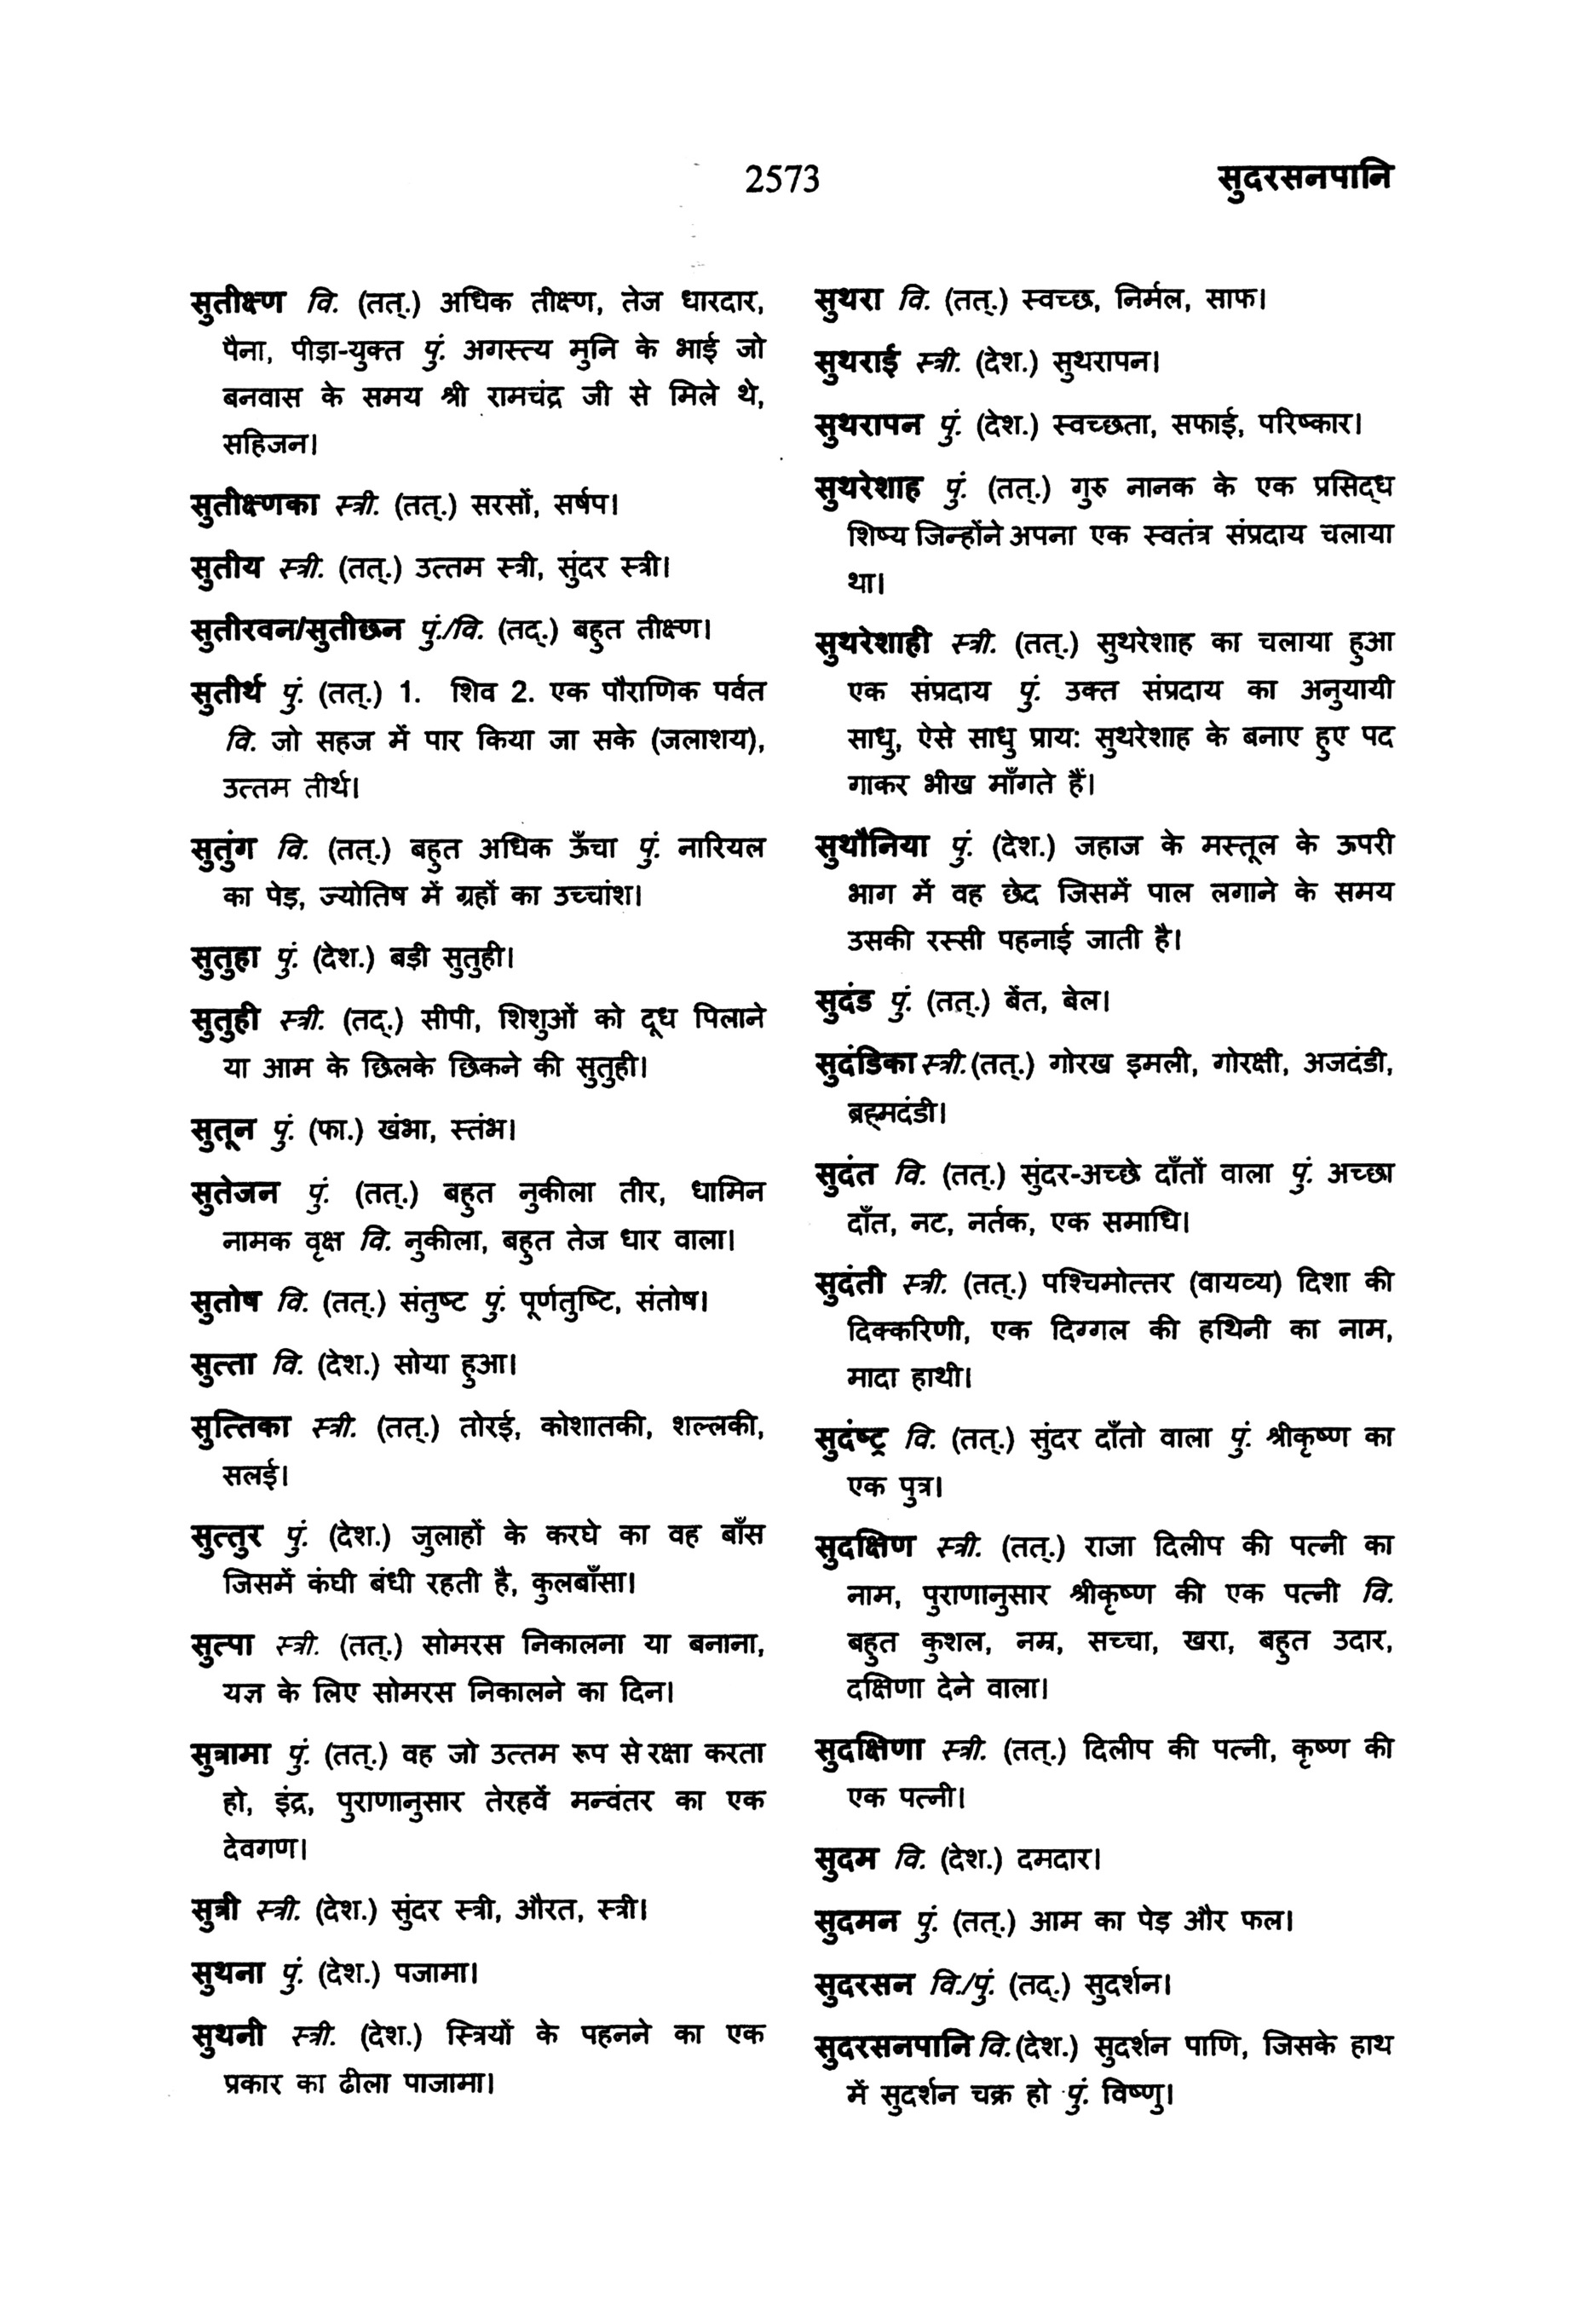 2573
सुदरसनपानि
सुतीक्ष्ण वि. (तत्.) अधिक तीक्ष्ण, तेज धारदार,
पैना, पीड़ा-युक्त पुं. अगस्त्य मुनि के भाई जो
बनवास के समय श्री रामचंद्र जी से मिले थे,
सहिजन।
सुतीक्ष्णका स्त्री. (तत्.) सरसों, सर्षप।
सुतीय स्त्री. (तत्.) उत्तम स्त्री, सुंदर स्त्री।
सुतीरवन/सुतीछन पुं./वि. (तद्.) बहुत तीक्ष्ण।
सुतीर्थ पुं. (तत्.) 1. शिव 2. एक पौराणिक पर्वत
वि. जो सहज में पार किया जा सके (जलाशय),
उत्तम तीर्थ।
सुतुंग वि. (तत्.) बहुत अधिक ऊँचा पुं. नारियल
का पेड़, ज्योतिष में ग्रहों का उच्चांश।
सुतुहा पुं. (देश.) बड़ी सुतुही।
सुतुही स्त्री. (तद्.) सीपी, शिशुओं को दूध पिलाने
या आम के छिलके छिकने की सुतुही।
सुतून पुं. (फा.) खंभा, स्तंभ।
सुतेजन पुं. (तत्.) बहुत नुकीला तीर, धामिन
नामक वृक्ष वि. नुकीला, बहुत तेज धार वाला।
सुतोष वि. (तत्.) संतुष्ट पुं. पूर्णतुष्टि, संतोष।
सुत्ता वि. (देश.) सोया हुआ।
सुत्तिका स्त्री. (तत्.) तोरई, कोशातकी, शल्लकी,
सलई।
सुत्तुर पुं. (देश.) जुलाहों के करघे का वह बाँस
जिसमें कंघी बंधी रहती है, कुलबाँसा।
सुत्पा स्त्री. (तत्.) सोमरस निकालना या बनाना,
यज्ञ के लिए सोमरस निकालने का दिन।
सुत्रामा पुं. (तत्.) वह जो उत्तम रूप से रक्षा करता
हो, इंद्र, पुराणानुसार तेरहवें मन्वंतर का एक
देवगण।
सुत्री स्त्री. (देश.) सुंदर स्त्री, औरत, स्त्री।
सुथना पुं. (देश.) पजामा।
सुथनी स्त्री. (देश.) स्त्रियों के पहनने का एक
प्रकार का ढीला पाजामा।
सुथरा वि. (तत्.) स्वच्छ, निर्मल, साफ।
सुथराई स्त्री. (देश.) सुथरापन।
सुथरापन पुं. (देश.) स्वच्छता, सफाई, परिष्कार।
सुथरेशाह पुं. (तत्.) गुरु नानक के एक प्रसिद्ध
शिष्य जिन्होंने अपना एक स्वतंत्र संप्रदाय चलाया
था।
सुथरेशाही स्त्री. (तत्.) सुथरेशाह का चलाया हुआ
एक संप्रदाय पुं. उक्त संप्रदाय का अनुयायी
साधु, ऐसे साधु प्राय: सुथरेशाह के बनाए हुए पद
गाकर भीख माँगते हैं।
सुथौनिया पुं. (देश.) जहाज के मस्तूल के ऊपरी
भाग में वह छेद जिसमें पाल लगाने के समय
उसकी रस्सी पहनाई जाती है।
सुदंड पुं. (तत्.) बेंत, बेल।
सुदंडिका स्त्री. (तत्.) गोरख इमली, गोरक्षी, अजदंडी,
ब्रह्मदंडी।
सुदंत वि. (तत्.) सुंदर-अच्छे दाँतों वाला पुं. अच्छा
दाँत, नट, नर्तक, एक समाधि।
सुदंती स्त्री. (तत्.) पश्चिमोत्तर (वायव्य) दिशा की
दिक्करिणी, एक दिग्गल की हथिनी का नाम,
मादा हाथी।
सुदंष्ट्र वि. (तत्.) सुंदर दाँतो वाला पुं. श्रीकृष्ण का
एक पुत्र।
सुदक्षिण स्त्री. (तत्.) राजा दिलीप की पत्नी का
नाम, पुराणानुसार श्रीकृष्ण की एक पत्नी वि.
बहुत कुशल, नम्र, सच्चा, खरा, बहुत उदार,
दक्षिणा देने वाला।
सुदक्षिणा स्त्री. (तत्.) दिलीप की पत्नी, कृष्ण की
एक पत्नी।
सुदम वि. (देश.) दमदार।
सुदमन पुं. (तत्.) आम का पेड़ और फल।
सुदरसन वि./पुं. (तद्.) सुदर्शन।
सुदरसनपानि वि. (देश.) सुदर्शन पाणि, जिसके हाथ
में सुदर्शन चक्र हो पुं. विष्णु।